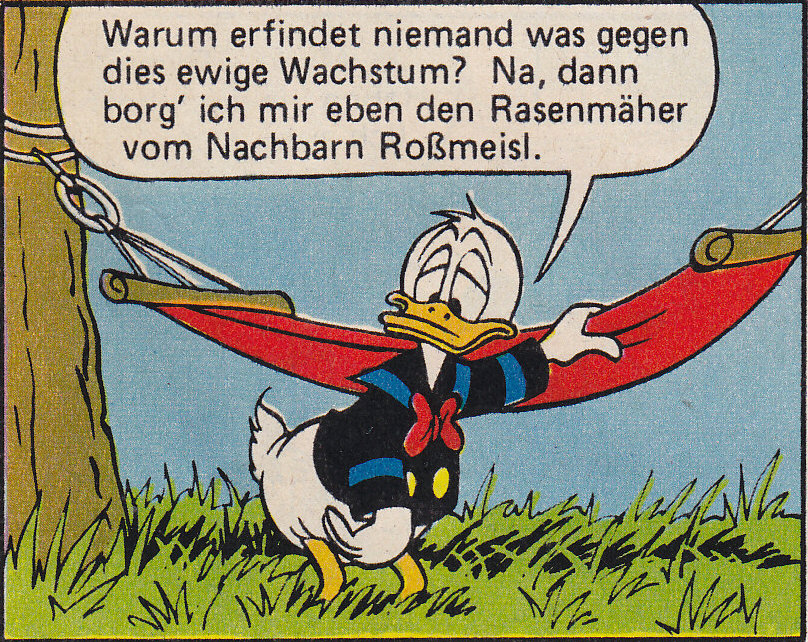 Warum erfindet niemand was gegen
dies ewige Wachstum? Na, dann
borg' ich mir eben den Rasenmäher
vom Nachbarn Roßmeisl.